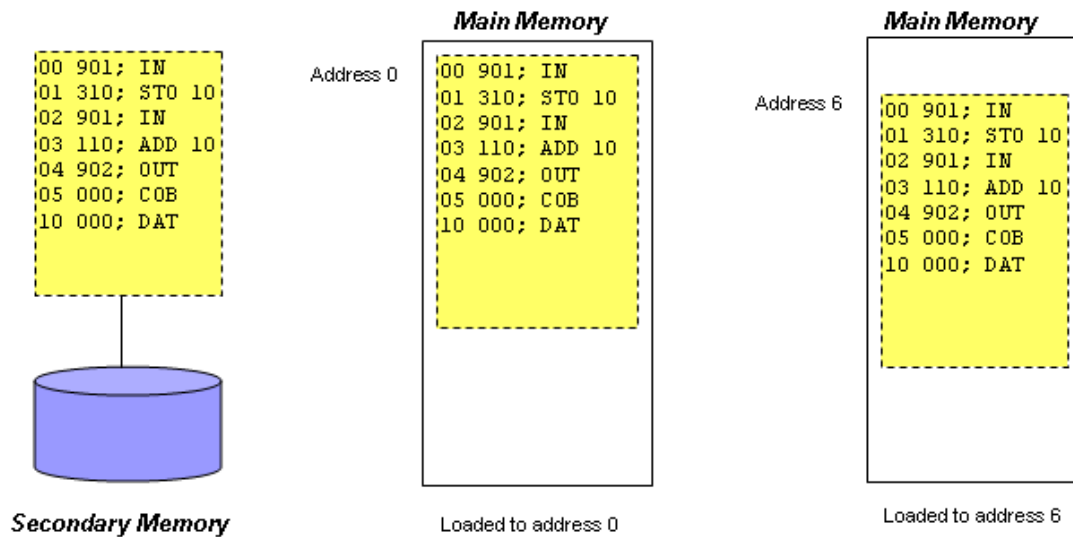 00 901; IN
01 310; STO 10
02 901; IN
03 110; ADD 10
04 902; OUT
05 000; COB
10 000; DAT
Secondary Memory
Main Memory
Address 0
00 901; IN
01 310; STO 10
02 901; IN
03 110; ADD 10
04 902; OUT
05 000; COB
10 000; DAT
Loaded to address 0
Main Memory
Address 6
00 901; IN
01 310; STO 10
02 901; IN
03 110; ADD 10
04 902; OUT
05 000; COB
10 000; DAT
Loaded to address 6